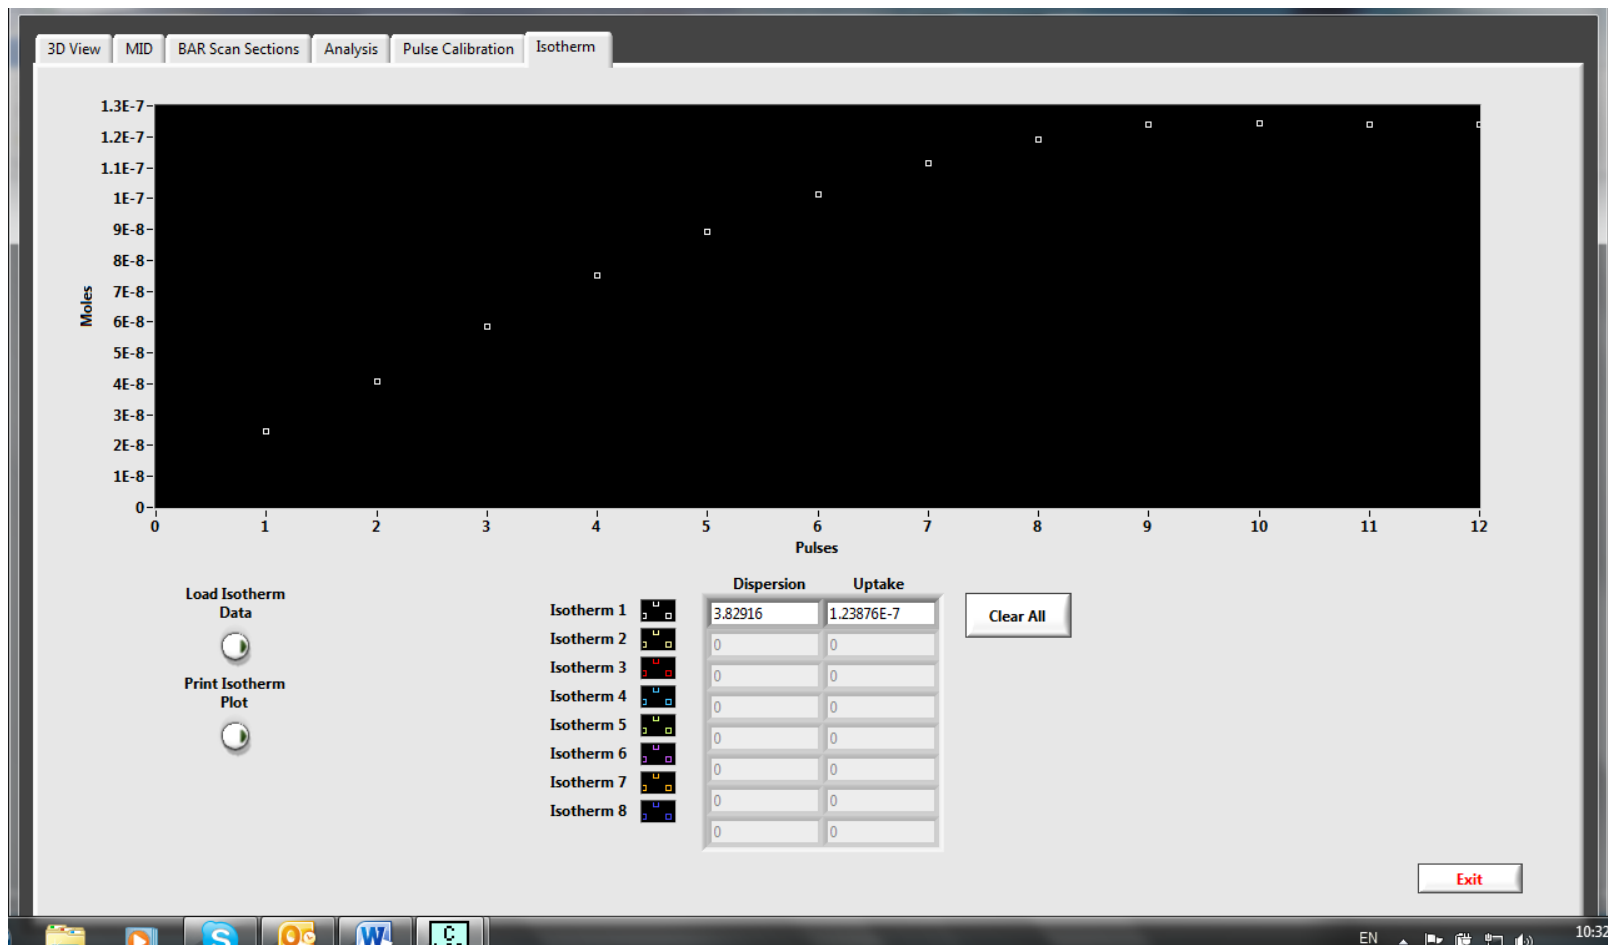 3D View MID BAR Scan Sections Analysis Pulse Calibration Isotherm
1.3E-7
1.2E-7
1.1E-7
1E-7
9E-8
8E-8
7E-8
6E-8
5E-8
4E-8
3E-8
2E-8
1E-8
0
Moles
0 1 2 3 4 5 6 7 8 9 10 11 12
Pulses
Load Isotherm
Data
Print Isotherm
Plot
Dispersion Uptake
Isotherm 1 3.82916 1.23876E-7
Isotherm 2 0 0
Isotherm 3 0 0
Isotherm 4 0 0
Isotherm 5 0 0
Isotherm 6 0 0
Isotherm 7 0 0
Isotherm 8 0 0
Clear All
Exit
EN 10:32